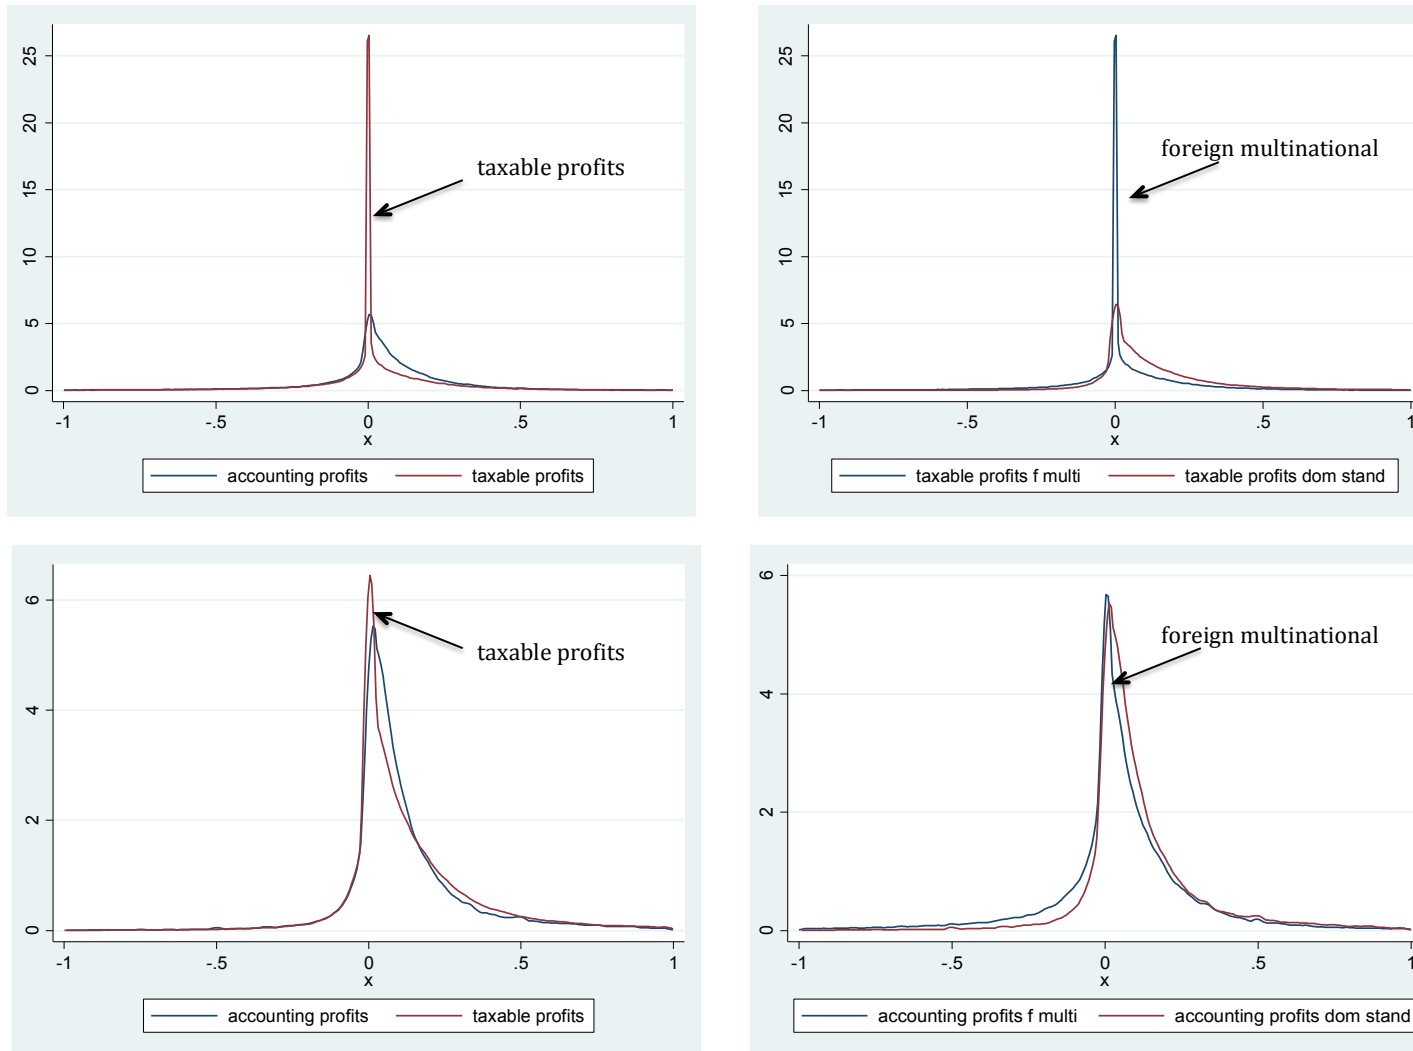 25
20
15
10
5
0
taxable profits
-1
-.5
0
.5
1
x
accounting profits
taxable profits
25
20
15
10
5
0
foreign multinational
-1
-.5
0
.5
1
x
taxable profits f multi
taxable profits dom stand
6
4
2
0
taxable profits
-1
-.5
0
.5
1
x
accounting profits
taxable profits
6
4
2
0
foreign multinational
-1
-.5
0
.5
1
x
accounting profits f multi
accounting profits dom stand